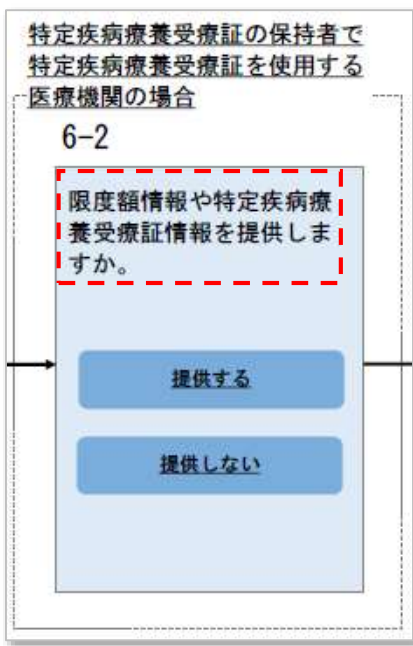 特定疾病療養受療証の保持者で
特定疾病療養受療証を使用する
医療機関の場合
6-2
限度額情報や特定疾病療
養受療証情報を提供しま
すか。
提供する
提供しない